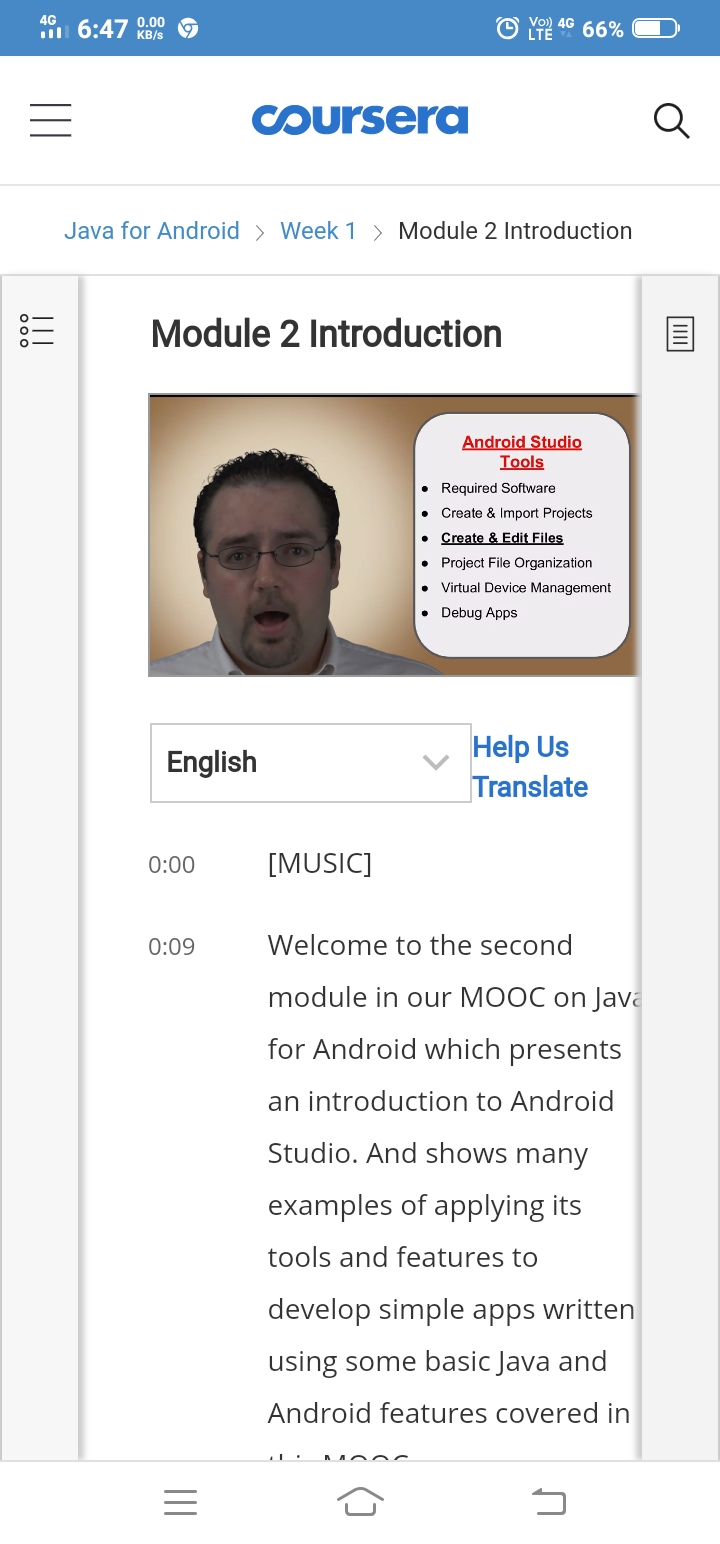 4G 6:47 0.00 KB/s Vo)) LTE 4G 66%
coursera
Java for Android > Week 1 > Module 2 Introduction
Module 2 Introduction
Android Studio
Tools
• Required Software
• Create & Import Projects
• Create & Edit Files
• Project File Organization
• Virtual Device Management
• Debug Apps
English
Help Us
Translate
0:00 [MUSIC]
0:09 Welcome to the second
module in our MOOC on Java
for Android which presents
an introduction to Android
Studio. And shows many
examples of applying its
tools and features to
develop simple apps written
using some basic Java and
Android features covered in
this MOOC